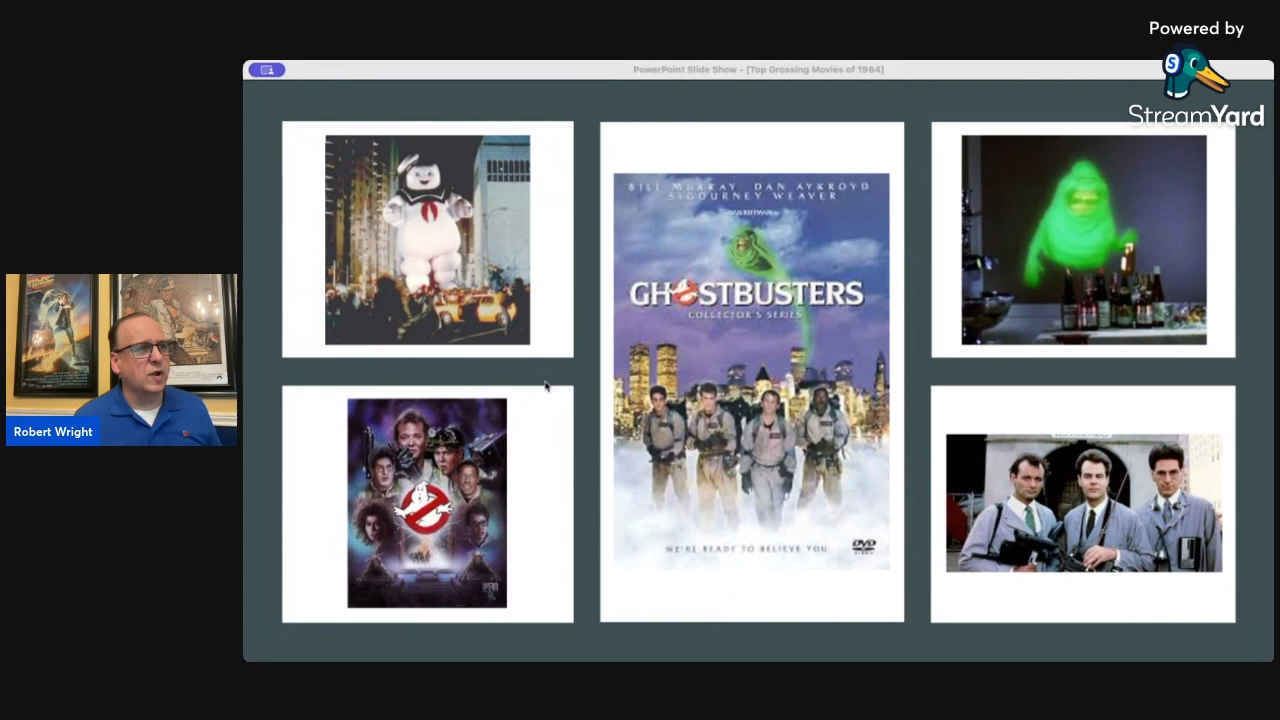 Powered by
StreamYard
PowerPoint Slide Show - [Top Grossing Movies of 1984]
BILL MURRAY DAN AYKROYD
SIGOURNEY WEAVER
GHOSTBUSTERS
COLLECTOR'S SERIES
WE'RE READY TO BELIEVE YOU
DVD
Robert Wright